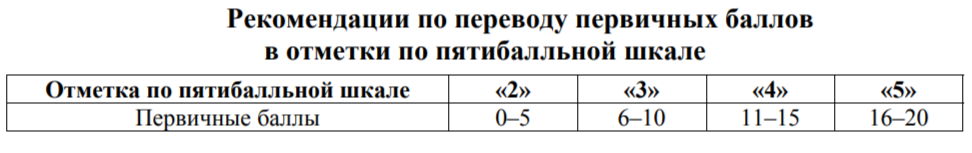 Рекомендации по переводу первичных баллов
в отметки по пятибалльной шкале
Отметка по пятибалльной шкале «2» «3» «4» «5»
Первичные баллы 0–5 6–10 11–15 16–20